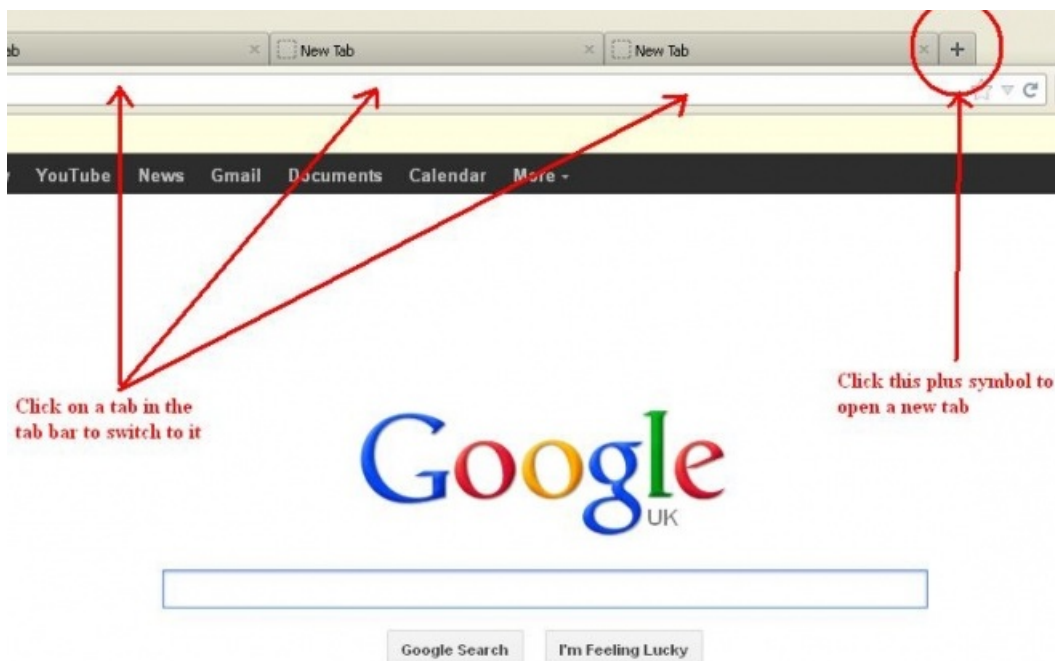 ab
New Tab
New Tab
YouTube News Gmail Documents Calendar More
Click on a tab in the
tab bar to switch to it
Click this plus symbol to
open a new tab
Google
UK
Google Search
I'm Feeling Lucky